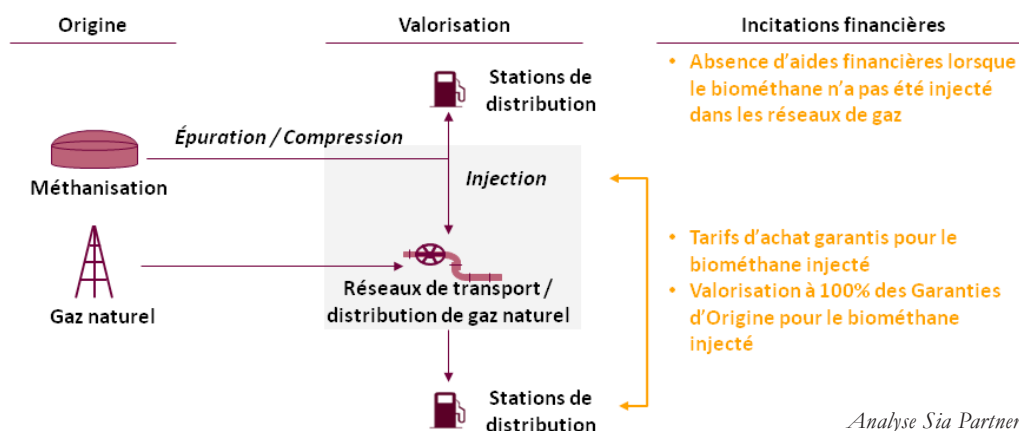 Origine
Valorisation
Incitations financières
Stations de
distribution
• Absence d'aides financières lorsque
le biométhane n'a pas été injecté
dans les réseaux de gaz
Épuration / Compression
Méthanisation
Injection
• Tarifs d'achat garantis pour le
biométhane injecté
• Valorisation à 100% des Garanties
d'Origine pour le biométhane
injecté
Réseaux de transport /
distribution de gaz naturel
Gaz naturel
Stations de
distribution
Analyse Sia Partner